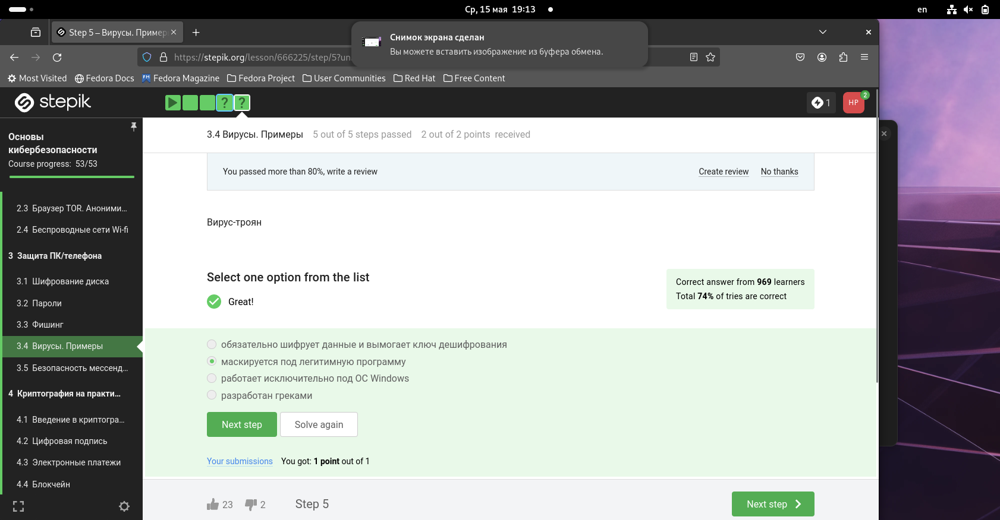 Ср, 15 мая 19:13
en
Step 5 – Вирусы. Пример
Снимок экрана сделан
Вы можете вставить изображение из буфера обмена.
https://stepik.org/lesson/666225/step/5?un
Most Visited
Fedora Docs
Fedora Magazine
Fedora Project
User Communities
Red Hat
Free Content
stepik
1
HP
2
Основы
кибербезопасности
Course progress: 53/53
2.3 Браузер TOR. Аноними...
2.4 Беспроводные сети Wi-fi
3 Защита ПК/телефона
3.1 Шифрование диска
3.2 Пароли
3.3 Фишинг
3.4 Вирусы. Примеры
3.5 Безопасность мессенд...
4 Криптография на практи...
4.1 Введение в криптогра...
4.2 Цифровая подпись
4.3 Электронные платежи
4.4 Блокчейн
3.4 Вирусы. Примеры 5 out of 5 steps passed 2 out of 2 points received
You passed more than 80%, write a review
Create review
No thanks
Вирус-троян
Select one option from the list
Great!
Correct answer from 969 learners
Total 74% of tries are correct
обязательно шифрует данные и вымогает ключ дешифрования
маскируется под легитимную программу
работает исключительно под ОС Windows
разработан греками
Next step
Solve again
Your submissions You got: 1 point out of 1
23
2
Step 5
Next step